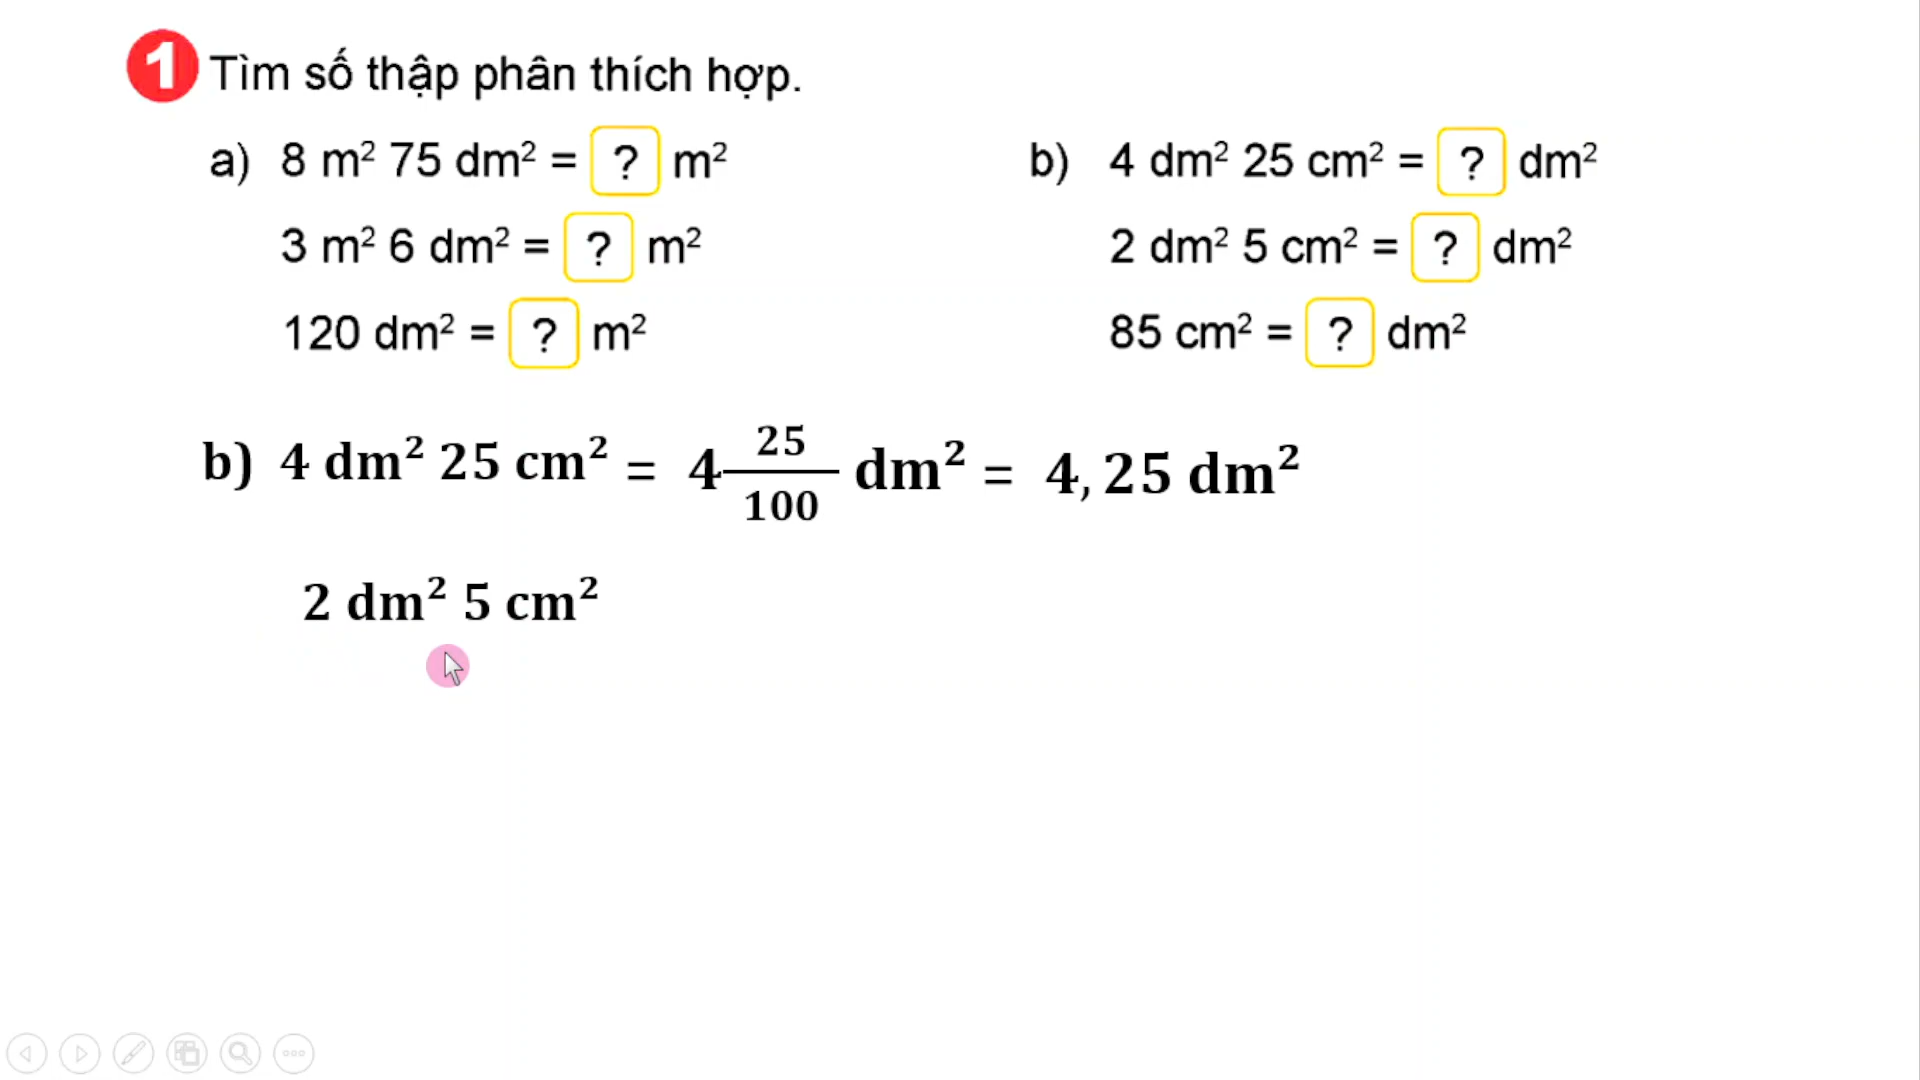 1 Tìm số thập phân thích hợp.
a) 8 m² 75 dm² = ? m²
3 m² 6 dm² = ? m²
120 dm² = ? m²
b) 4 dm² 25 cm² = ? dm²
2 dm² 5 cm² = ? dm²
85 cm² = ? dm²
b) 4 dm² 25 cm² = 4 25/100 dm² = 4,25 dm²
2 dm² 5 cm²